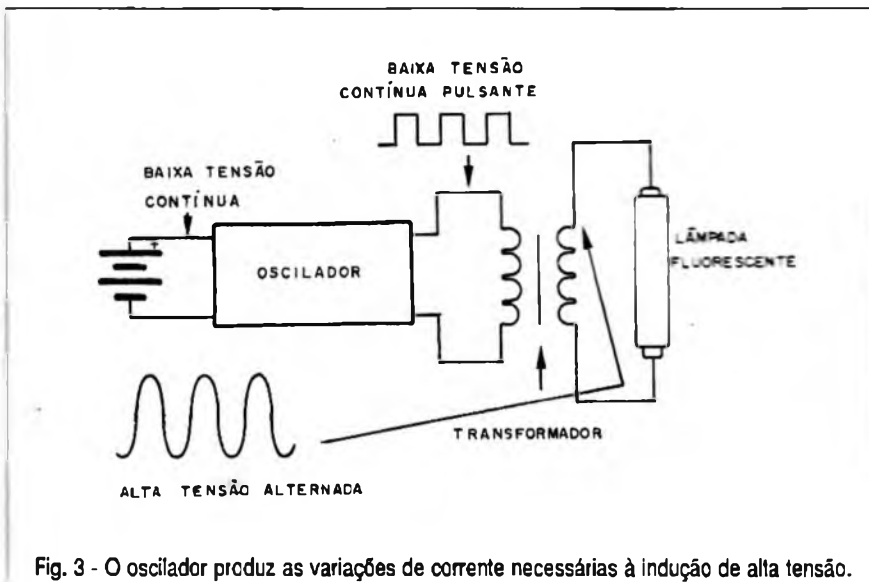 BAIXA TENSÃO
CONTÍNUA PULSANTE
BAIXA TENSÃO
CONTÍNUA
+
OSCILADOR
LÂMPADA
FLUORESCENTE
TRANSFORMADOR
ALTA TENSÃO ALTERNADA
Fig. 3 - O oscilador produz as variações de corrente necessárias à indução de alta tensão.